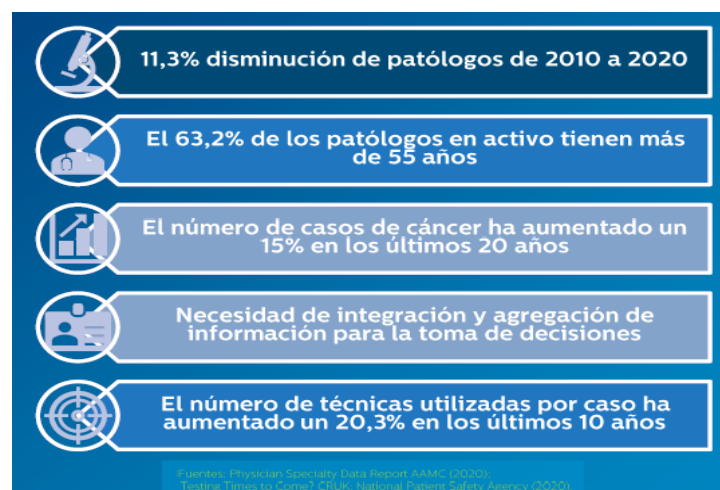 11,3% disminución de patólogos de 2010 a 2020
El 63,2% de los patólogos en activo tienen más
de 55 años
El número de casos de cáncer ha aumentado un
15% en los últimos 20 años
Necesidad de integración y agregación de
información para la toma de decisiones
El número de técnicas utilizadas por caso ha
aumentado un 20,3% en los últimos 10 años
Fuentes: Physician Specialty Data Report AAMC (2020);
Testing Times to Come? CRUK; National Patient Safety Agency (2020);